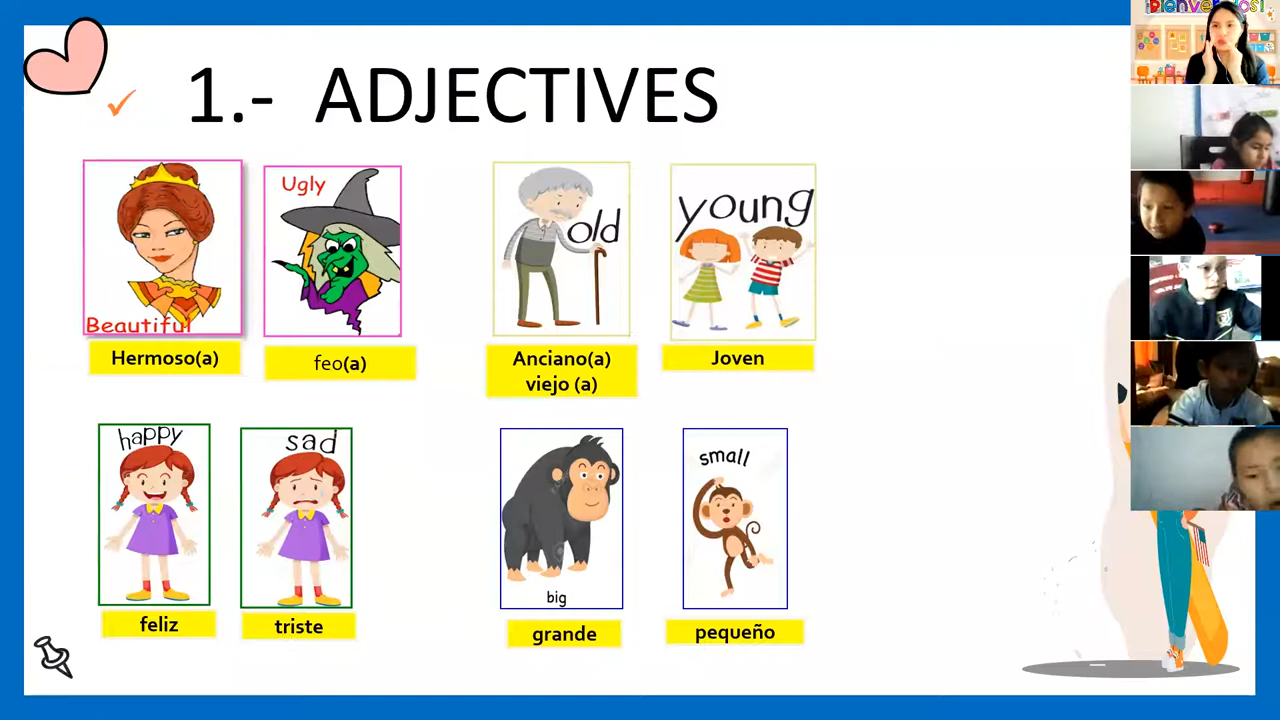 ¡Bienvenidos!
1.- ADJECTIVES
Beautiful
Hermoso(a)
Ugly
feo(a)
old
Anciano(a)
viejo (a)
young
Joven
happy
feliz
sad
triste
big
grande
small
pequeño